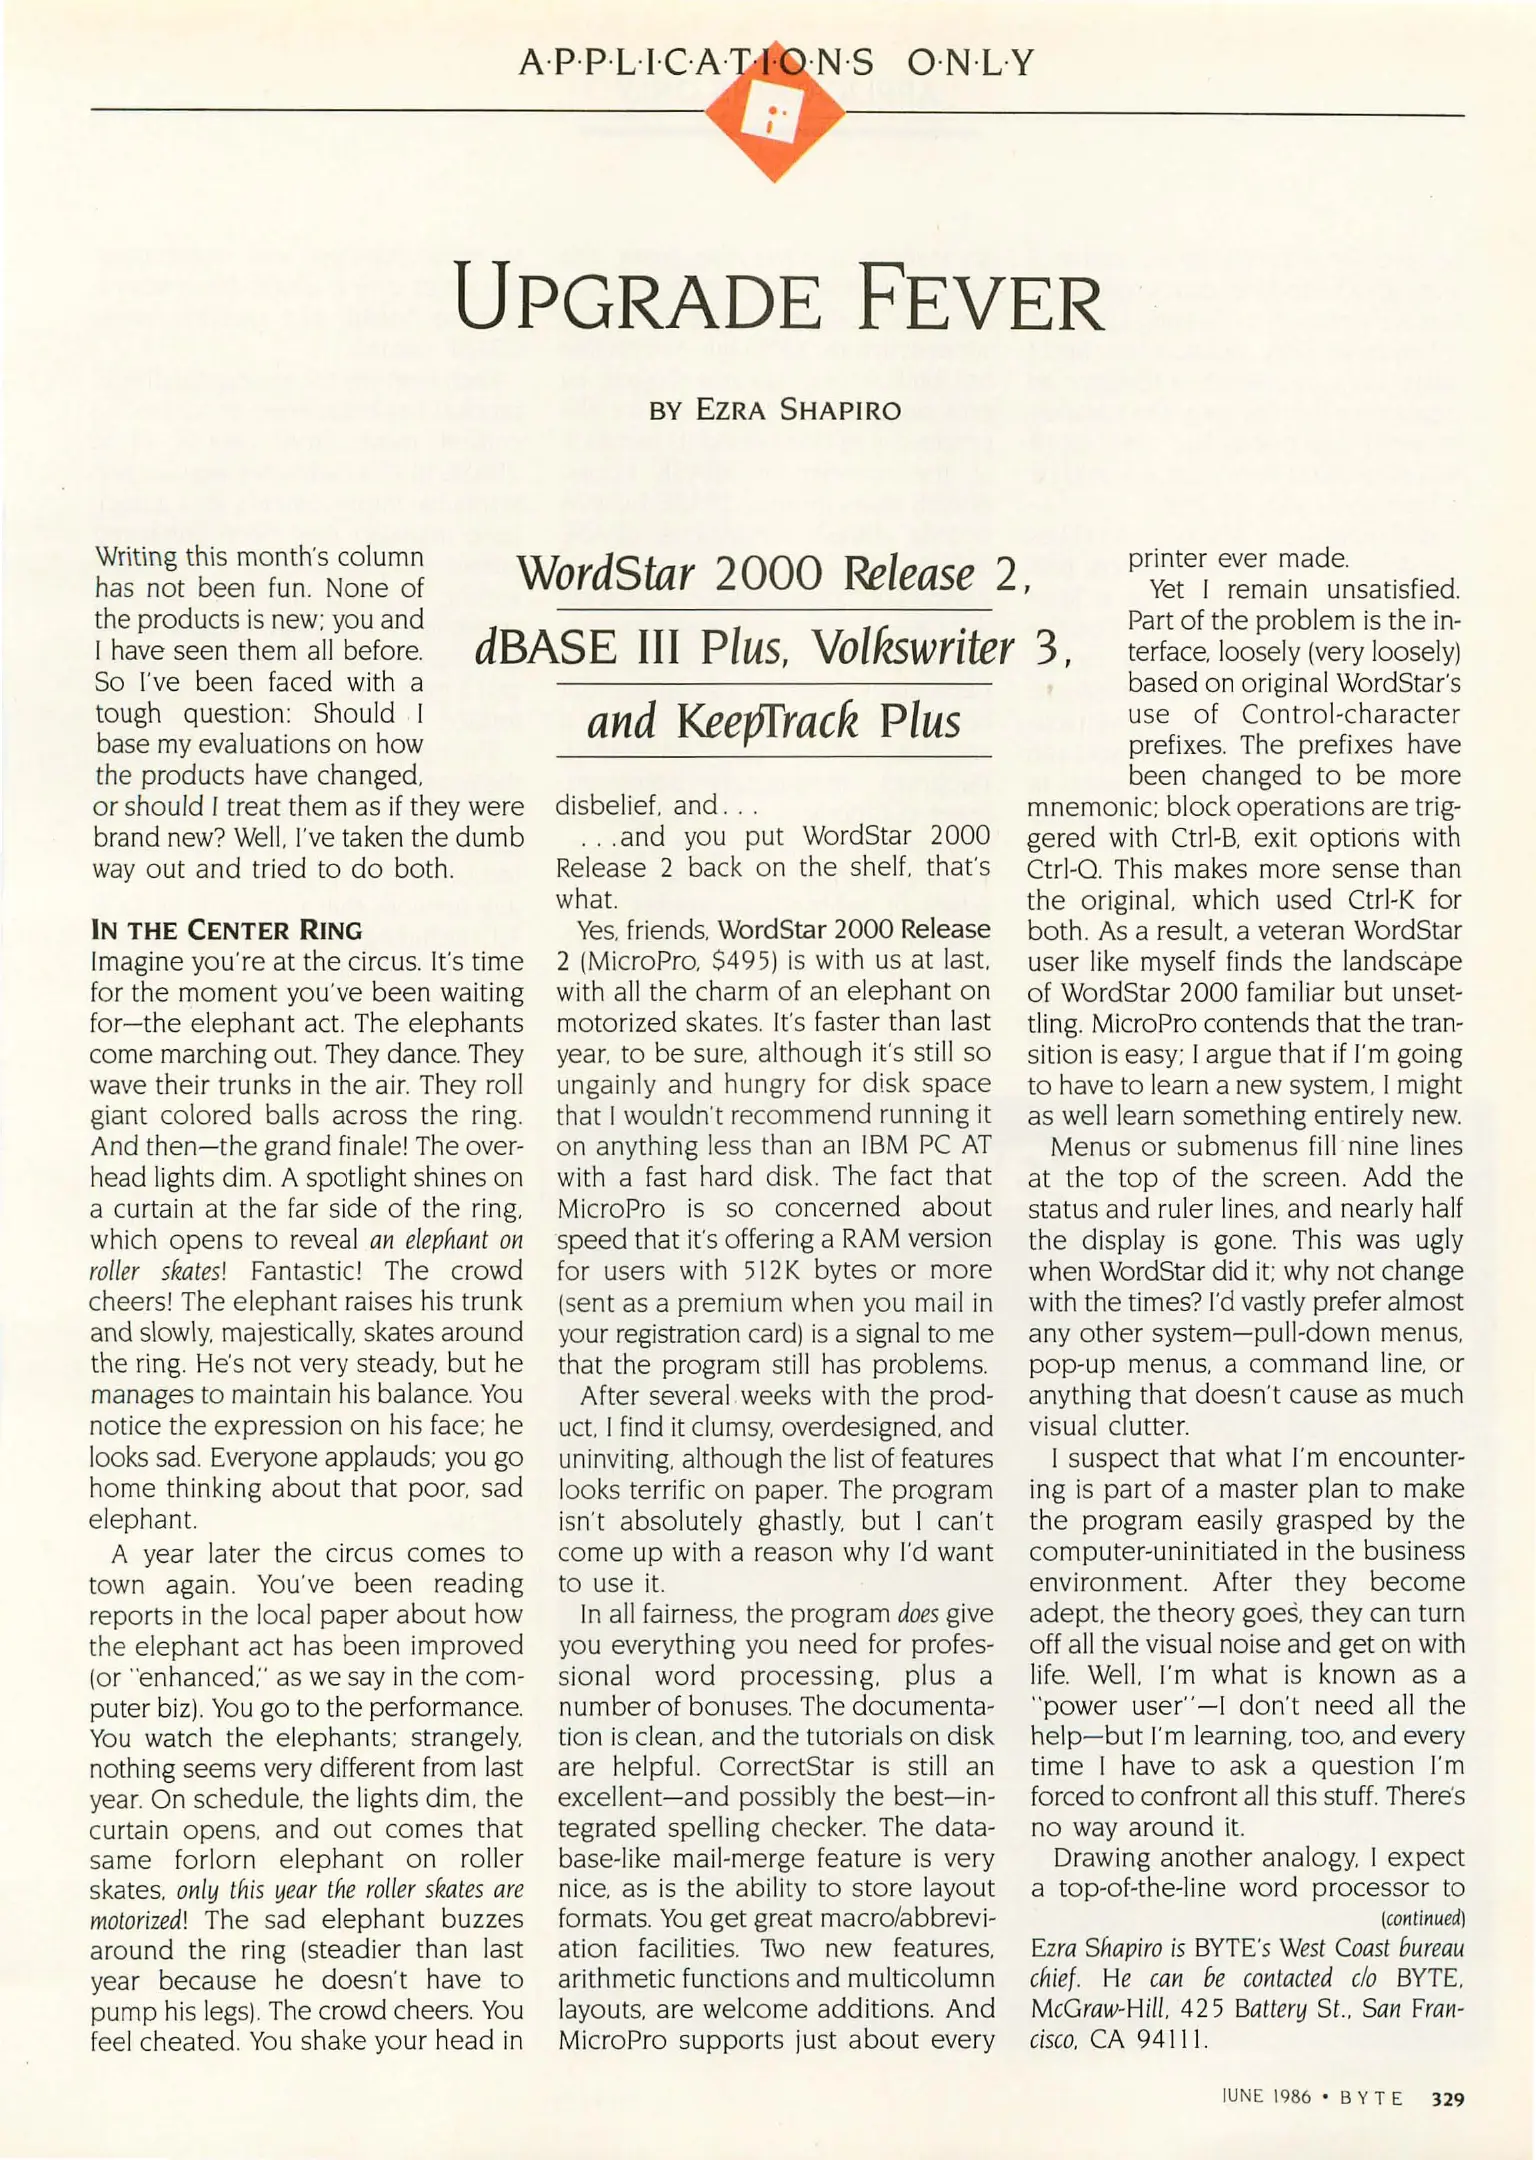 A·P·P·L·I·C·A·T·I·O·N·S O·N·L·Y
UPGRADE FEVER
BY EZRA SHAPIRO
WordStar 2000 Release 2,
dBASE III Plus, Volkswriter 3,
and KeepTrack Plus
Writing this month's column
has not been fun. None of
the products is new; you and
I have seen them all before.
So I've been faced with a
tough question: Should I
base my evaluations on how
the products have changed,
or should I treat them as if they were
brand new? Well, I've taken the dumb
way out and tried to do both.
IN THE CENTER RING
Imagine you're at the circus. It's time
for the moment you've been waiting
for—the elephant act. The elephants
come marching out. They dance. They
wave their trunks in the air. They roll
giant colored balls across the ring.
And then—the grand finale! The over-
head lights dim. A spotlight shines on
a curtain at the far side of the ring,
which opens to reveal an elephant on
roller skates! Fantastic! The crowd
cheers! The elephant raises his trunk
and slowly, majestically, skates around
the ring. He's not very steady, but he
manages to maintain his balance. You
notice the expression on his face; he
looks sad. Everyone applauds; you go
home thinking about that poor, sad
elephant.
A year later the circus comes to
town again. You've been reading
reports in the local paper about how
the elephant act has been improved
(or "enhanced," as we say in the com-
puter biz). You go to the performance.
You watch the elephants; strangely,
nothing seems very different from last
year. On schedule, the lights dim, the
curtain opens, and out comes that
same forlorn elephant on roller
skates, only this year the roller skates are
motorized! The sad elephant buzzes
around the ring (steadier than last
year because he doesn't have to
pump his legs). The crowd cheers. You
feel cheated. You shake your head in
disbelief, and. . .
. . .and you put WordStar 2000
Release 2 back on the shelf, that's
what.
Yes, friends, WordStar 2000 Release
2 (MicroPro, $495) is with us at last,
with all the charm of an elephant on
motorized skates. It's faster than last
year, to be sure, although it's still so
ungainly and hungry for disk space
that I wouldn't recommend running it
on anything less than an IBM PC AT
with a fast hard disk. The fact that
MicroPro is so concerned about
speed that it's offering a RAM version
for users with 512K bytes or more
(sent as a premium when you mail in
your registration card) is a signal to me
that the program still has problems.
After several weeks with the prod-
uct, I find it clumsy, overdesigned, and
uninviting, although the list of features
looks terrific on paper. The program
isn't absolutely ghastly, but I can't
come up with a reason why I'd want
to use it.
In all fairness, the program does give
you everything you need for profes-
sional word processing, plus a
number of bonuses. The documenta-
tion is clean, and the tutorials on disk
are helpful. CorrectStar is still an
excellent—and possibly the best—in-
tegrated spelling checker. The data-
base-like mail-merge feature is very
nice, as is the ability to store layout
formats. You get great macro/abbrevi-
ation facilities. Two new features,
arithmetic functions and multicolumn
layouts, are welcome additions. And
MicroPro supports just about every
printer ever made.
Yet I remain unsatisfied.
Part of the problem is the in-
terface, loosely (very loosely)
based on original WordStar's
use of Control-character
prefixes. The prefixes have
been changed to be more
mnemonic; block operations are trig-
gered with Ctrl-B, exit options with
Ctrl-Q. This makes more sense than
the original, which used Ctrl-K for
both. As a result, a veteran WordStar
user like myself finds the landscape
of WordStar 2000 familiar but unset-
tling. MicroPro contends that the tran-
sition is easy; I argue that if I'm going
to have to learn a new system, I might
as well learn something entirely new.
Menus or submenus fill nine lines
at the top of the screen. Add the
status and ruler lines, and nearly half
the display is gone. This was ugly
when WordStar did it; why not change
with the times? I'd vastly prefer almost
any other system—pull-down menus,
pop-up menus, a command line, or
anything that doesn't cause as much
visual clutter.
I suspect that what I'm encounter-
ing is part of a master plan to make
the program easily grasped by the
computer-uninitiated in the business
environment. After they become
adept, the theory goes, they can turn
off all the visual noise and get on with
life. Well, I'm what is known as a
"power user"—I don't need all the
help—but I'm learning, too, and every
time I have to ask a question I'm
forced to confront all this stuff. There's
no way around it.
Drawing another analogy, I expect
a top-of-the-line word processor to
(continued)
Ezra Shapiro is BYTE's West Coast bureau
chief. He can be contacted c/o BYTE,
McGraw-Hill, 425 Battery St., San Fran-
cisco, CA 94111.
JUNE 1986 • BYTE 329